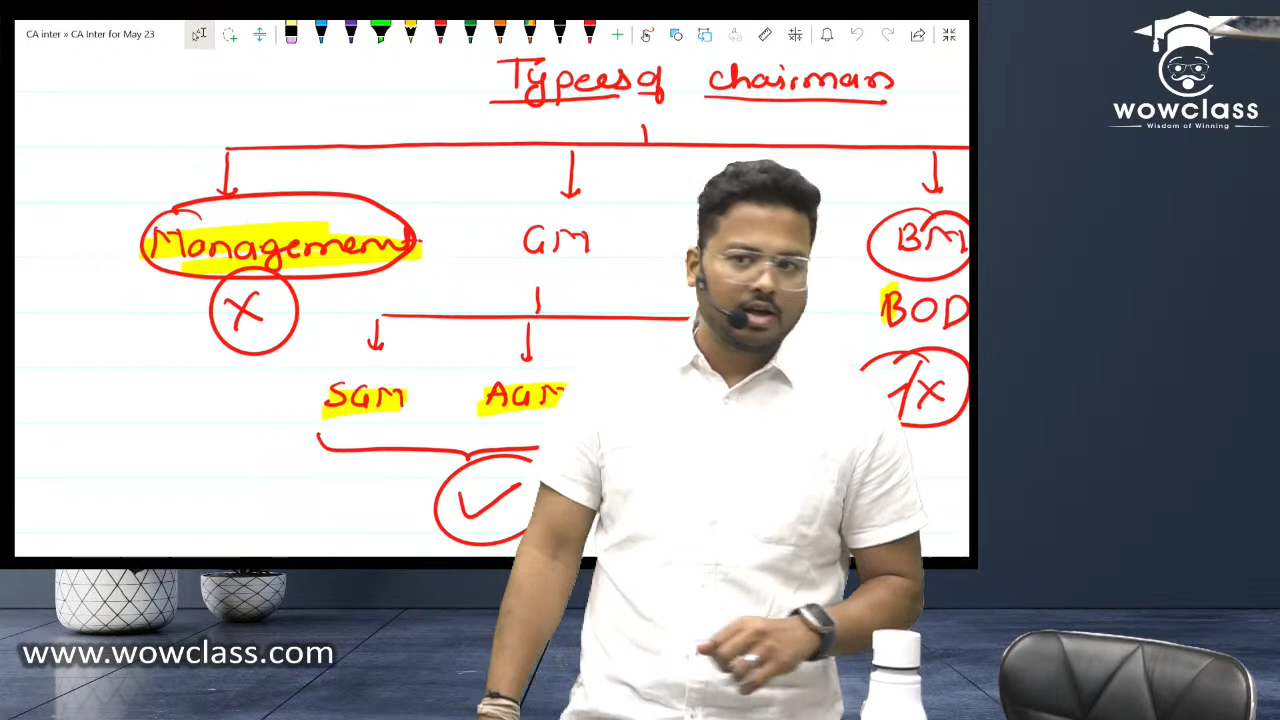 CA inter » CA Inter for May 23
Types of chairman
Management GM BM
X BOD
SGM AGM X
wowclass
Wisdom of Winning
www.wowclass.com